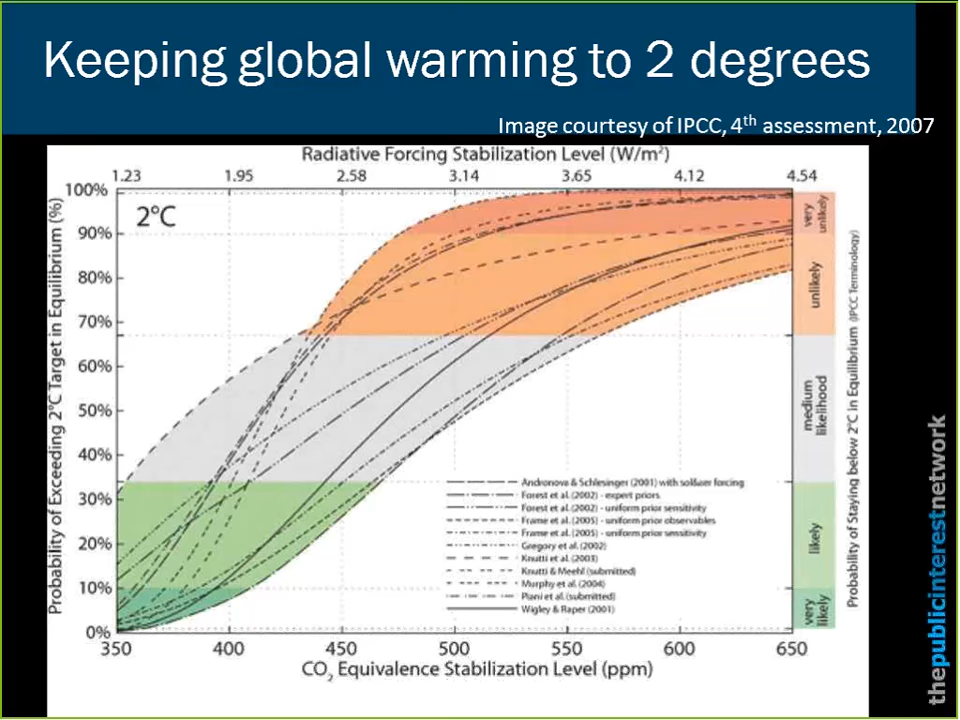 Keeping global warming to 2 degrees
Image courtesy of IPCC, 4th assessment, 2007
Radiative Forcing Stabilization Level (W/m²)
1.23 1.95 2.58 3.14 3.65 4.12 4.54
Probability of Exceeding 2°C Target in Equilibrium (%)
100%
90%
80%
70%
60%
50%
40%
30%
20%
10%
0%
2°C
very unlikely
unlikely
medium likelihood
likely
very likely
Probability of Staying below 2°C in Equilibrium (IPCC Terminology)
Andronova & Schlesinger (2001) with sol&aer forcing
Forest et al. (2002) - expert priors
Forest et al. (2002) - uniform prior sensitivity
Frame et al. (2005) - uniform prior observables
Frame et al. (2005) - uniform prior sensitivity
Gregory et al. (2002)
Knutti et al. (2003)
Knutti & Meehl (submitted)
Murphy et al. (2004)
Piani et al. (submitted)
Wigley & Raper (2001)
350 400 450 500 550 600 650
CO₂ Equivalence Stabilization Level (ppm)
thepublicinterestnetwork